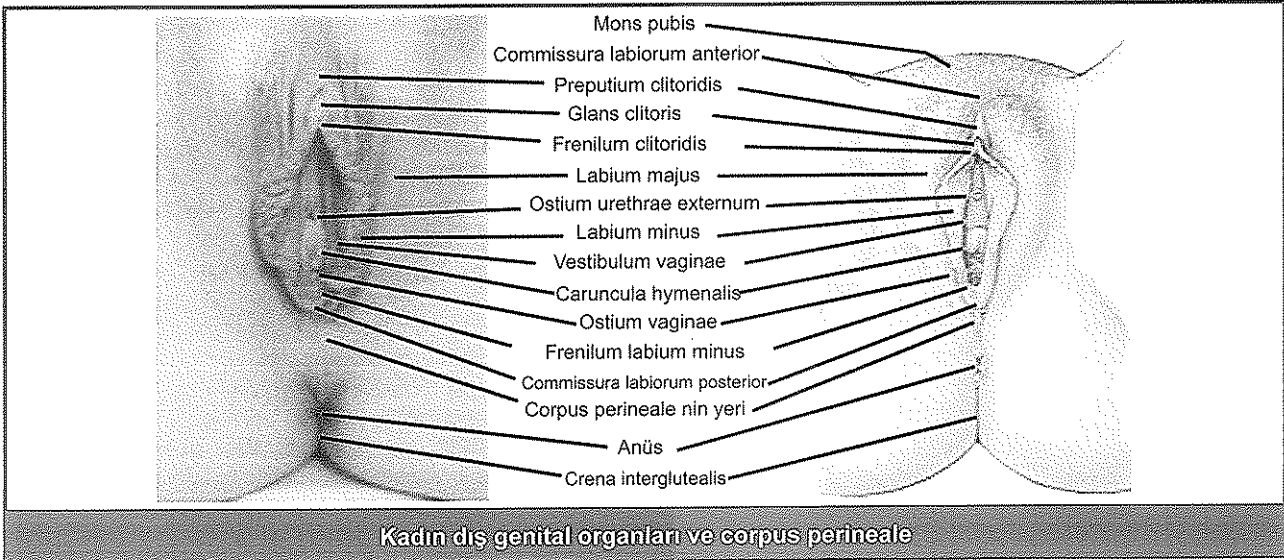 Mons pubis
Commissura labiorum anterior
Preputium clitoridis
Glans clitoris
Frenilum clitoridis
Labium majus
Ostium urethrae externum
Labium minus
Vestibulum vaginae
Caruncula hymenalis
Ostium vaginae
Frenilum labium minus
Commissura labiorum posterior
Corpus perineale nin yeri
Anüs
Crena interglutealis
Kadın dış genital organları ve corpus perineale